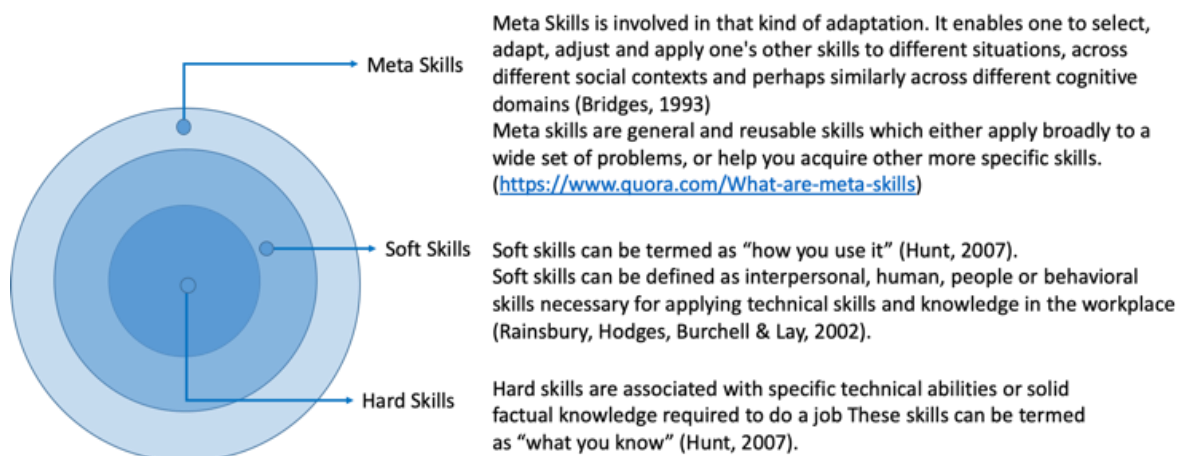 Meta Skills
Meta Skills is involved in that kind of adaptation. It enables one to select,
adapt, adjust and apply one's other skills to different situations, across
different social contexts and perhaps similarly across different cognitive
domains (Bridges, 1993)
Meta skills are general and reusable skills which either apply broadly to a
wide set of problems, or help you acquire other more specific skills.
(https://www.quora.com/What-are-meta-skills)
Soft Skills
Soft skills can be termed as “how you use it” (Hunt, 2007).
Soft skills can be defined as interpersonal, human, people or behavioral
skills necessary for applying technical skills and knowledge in the workplace
(Rainsbury, Hodges, Burchell & Lay, 2002).
Hard Skills
Hard skills are associated with specific technical abilities or solid
factual knowledge required to do a job These skills can be termed
as “what you know” (Hunt, 2007).